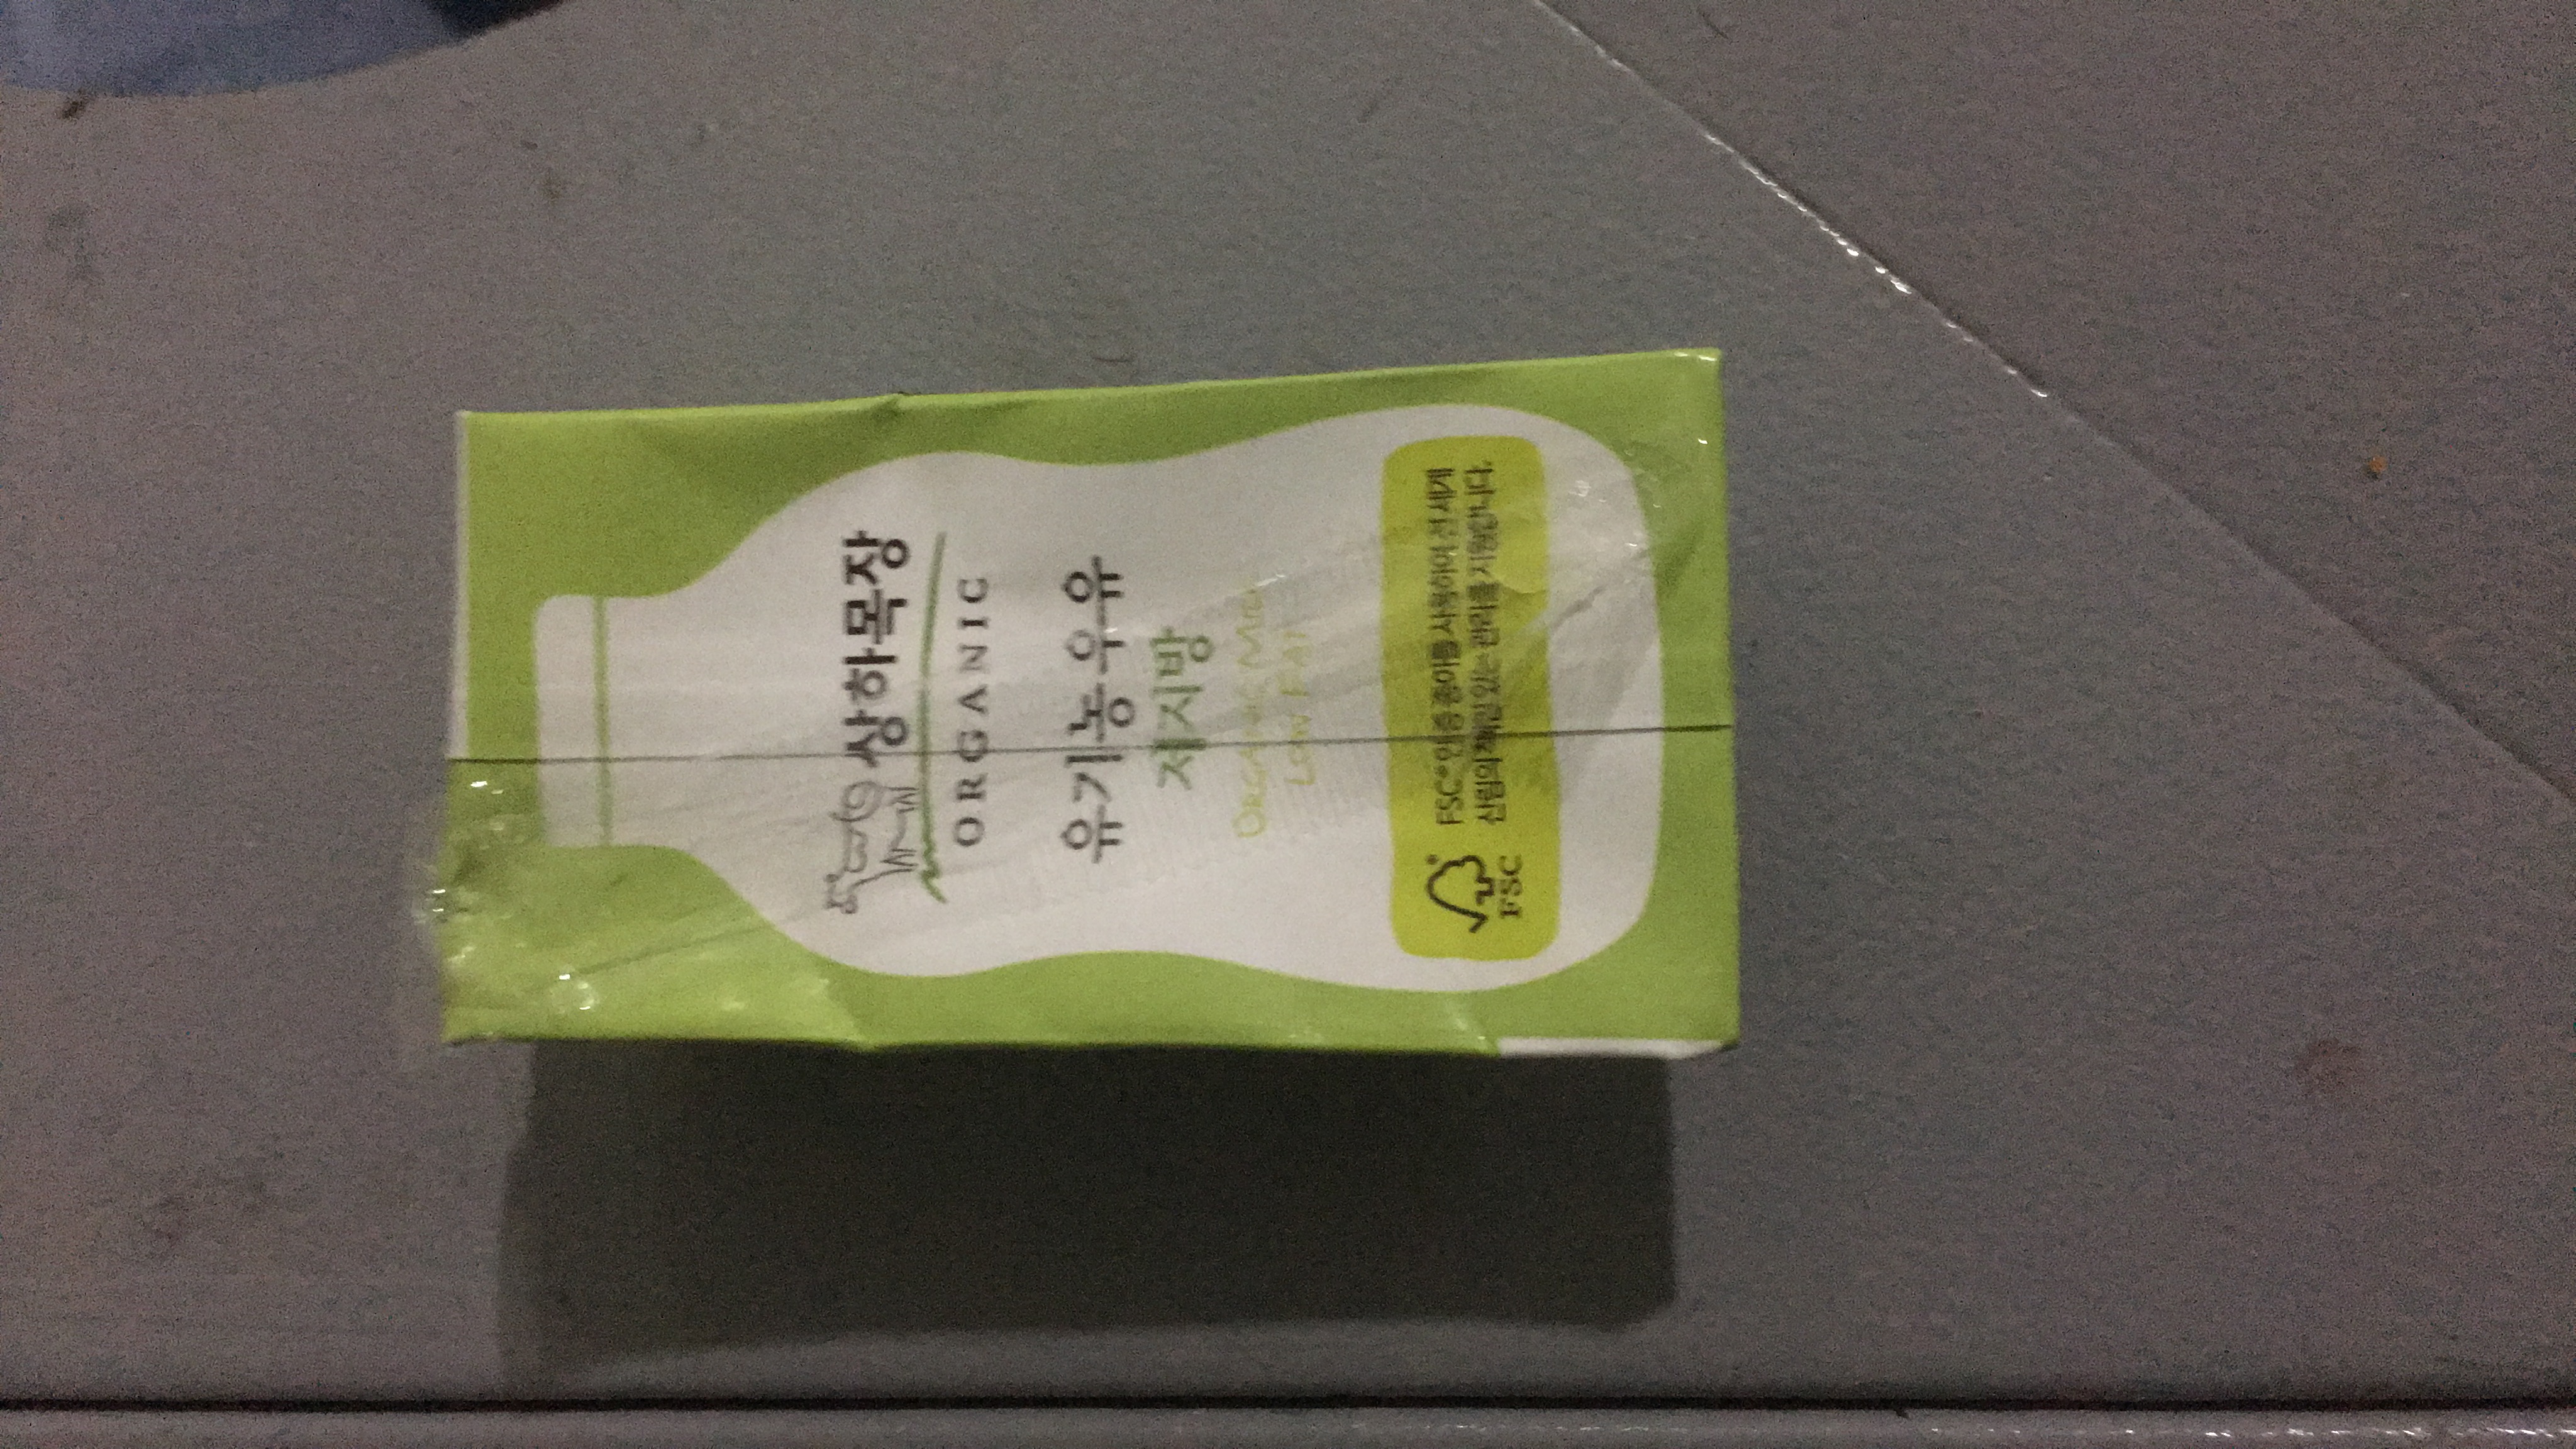 상하목장
ORGANIC
유기농우유
저지방
ORGANIC MILK
LOW FAT
FSC® 인증 종이를 사용하여 전 세계
산림의 책임 있는 관리를 지원합니다.
FSC